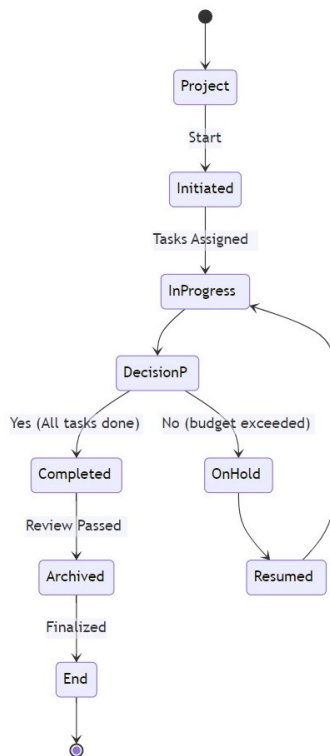 Project
Start
Initiated
Tasks Assigned
InProgress
DecisionP
Yes (All tasks done)
No (budget exceeded)
Completed
OnHold
Review Passed
Archived
Resumed
Finalized
End